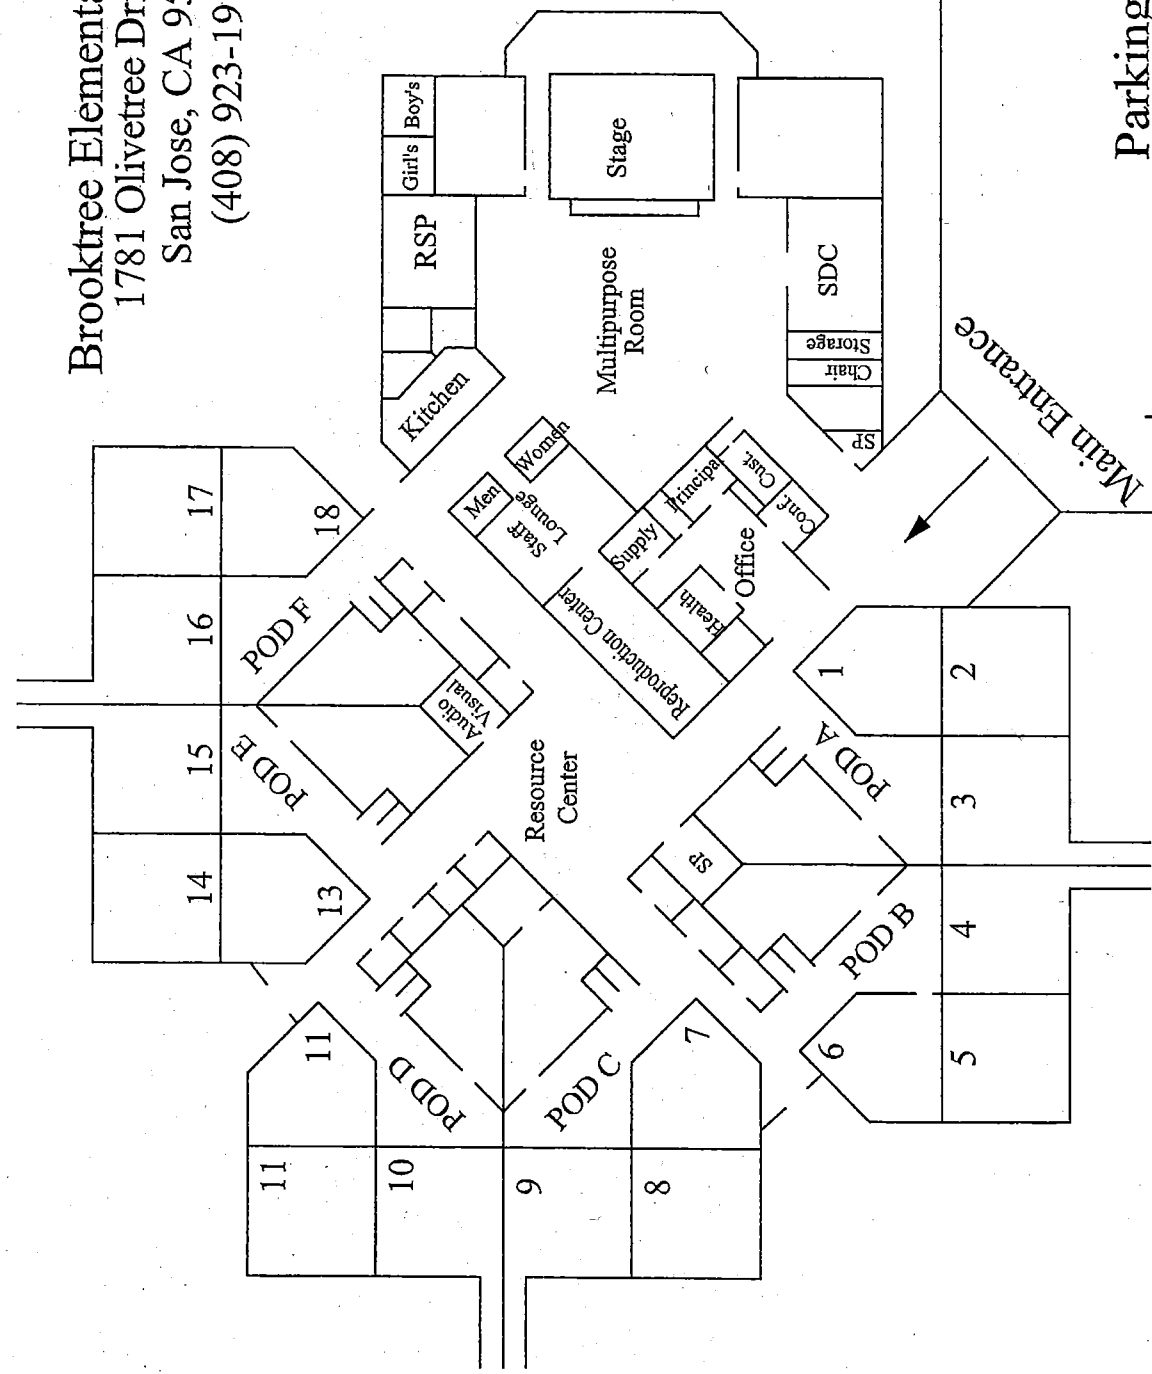 Brooktree Elementa
1781 Olivetree Dri
San Jose, CA 95
(408) 923-19
Parking
Main Entrance
Boy's
Girl's
RSP
Kitchen
Stage
Multipurpose
Room
SDC
Storage
Chair
SP
Women
Men
Staff
Lounge
Supply
Principal
Cust.
Conf.
Office
Health
Reproduction Center
Audio
Visual
Resource
Center
SP
POD A
POD B
POD C
POD D
POD E
POD F
1
2
3
4
5
6
7
8
9
10
11
11
13
14
15
16
17
18